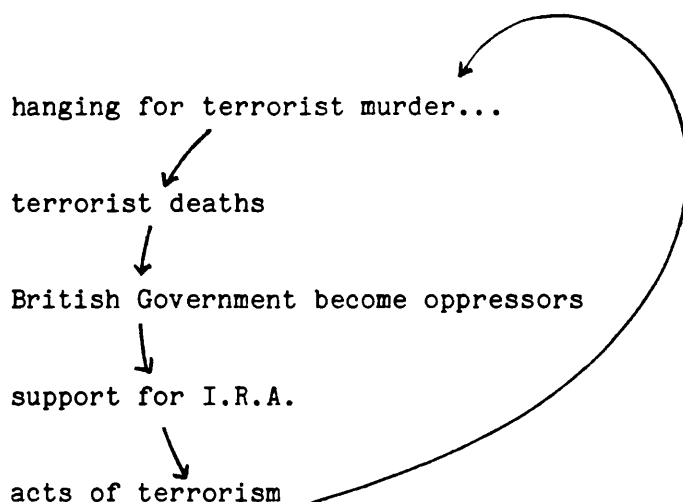 hanging for terrorist murder...
terrorist deaths
British Government become oppressors
support for I.R.A.
acts of terrorism